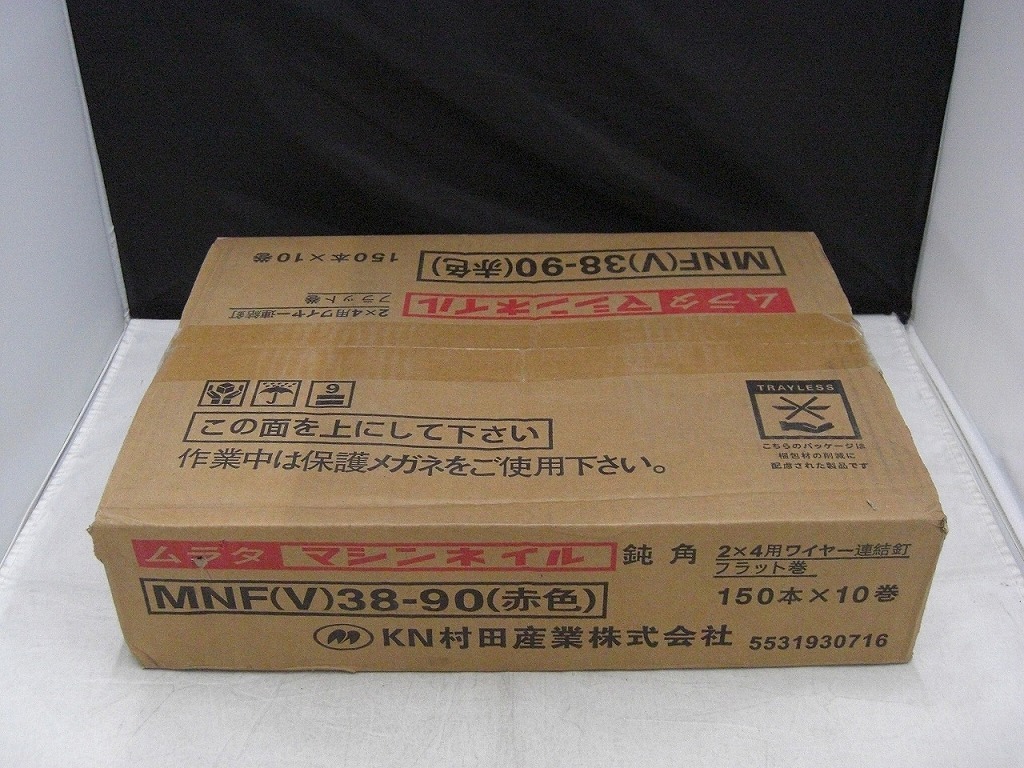 MNF(V)38-90(赤色)
150本×10巻
ムラタ マシンネイル
2×4用ワイヤー連結釘
フラット巻
6
TRAYLESS
こちらのパッケージは
梱包材の削減に
配慮された製品です
この面を上にして下さい
作業中は保護メガネをご使用下さい。
ムラタ マシンネイル 鈍角 2×4用ワイヤー連結釘
フラット巻
MNF(V)38-90(赤色) 150本×10巻
KN村田産業株式会社 5531930716